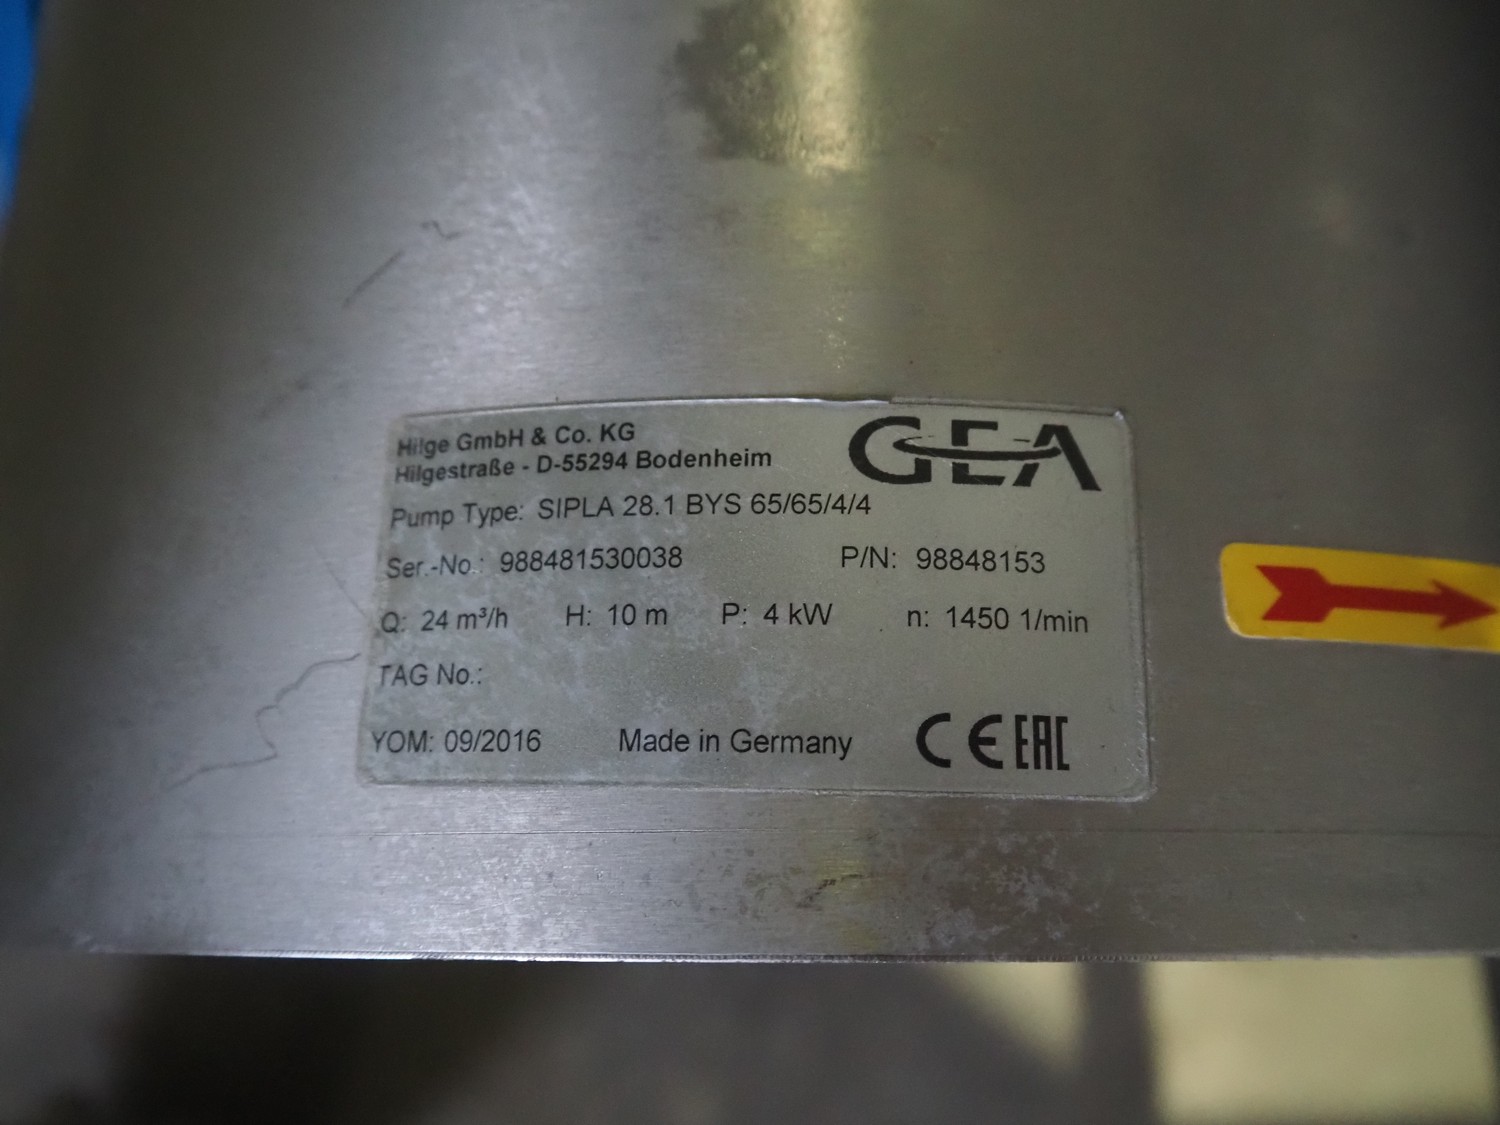 Hilge GmbH & Co. KG
Hilgestraße - D-55294 Bodenheim
GEA
Pump Type: SIPLA 28.1 BYS 65/65/4/4
Ser.-No.: 988481530038 P/N: 98848153
Q: 24 m³/h H: 10 m P: 4 kW n: 1450 1/min
TAG No.:
YOM: 09/2016 Made in Germany CE EAC